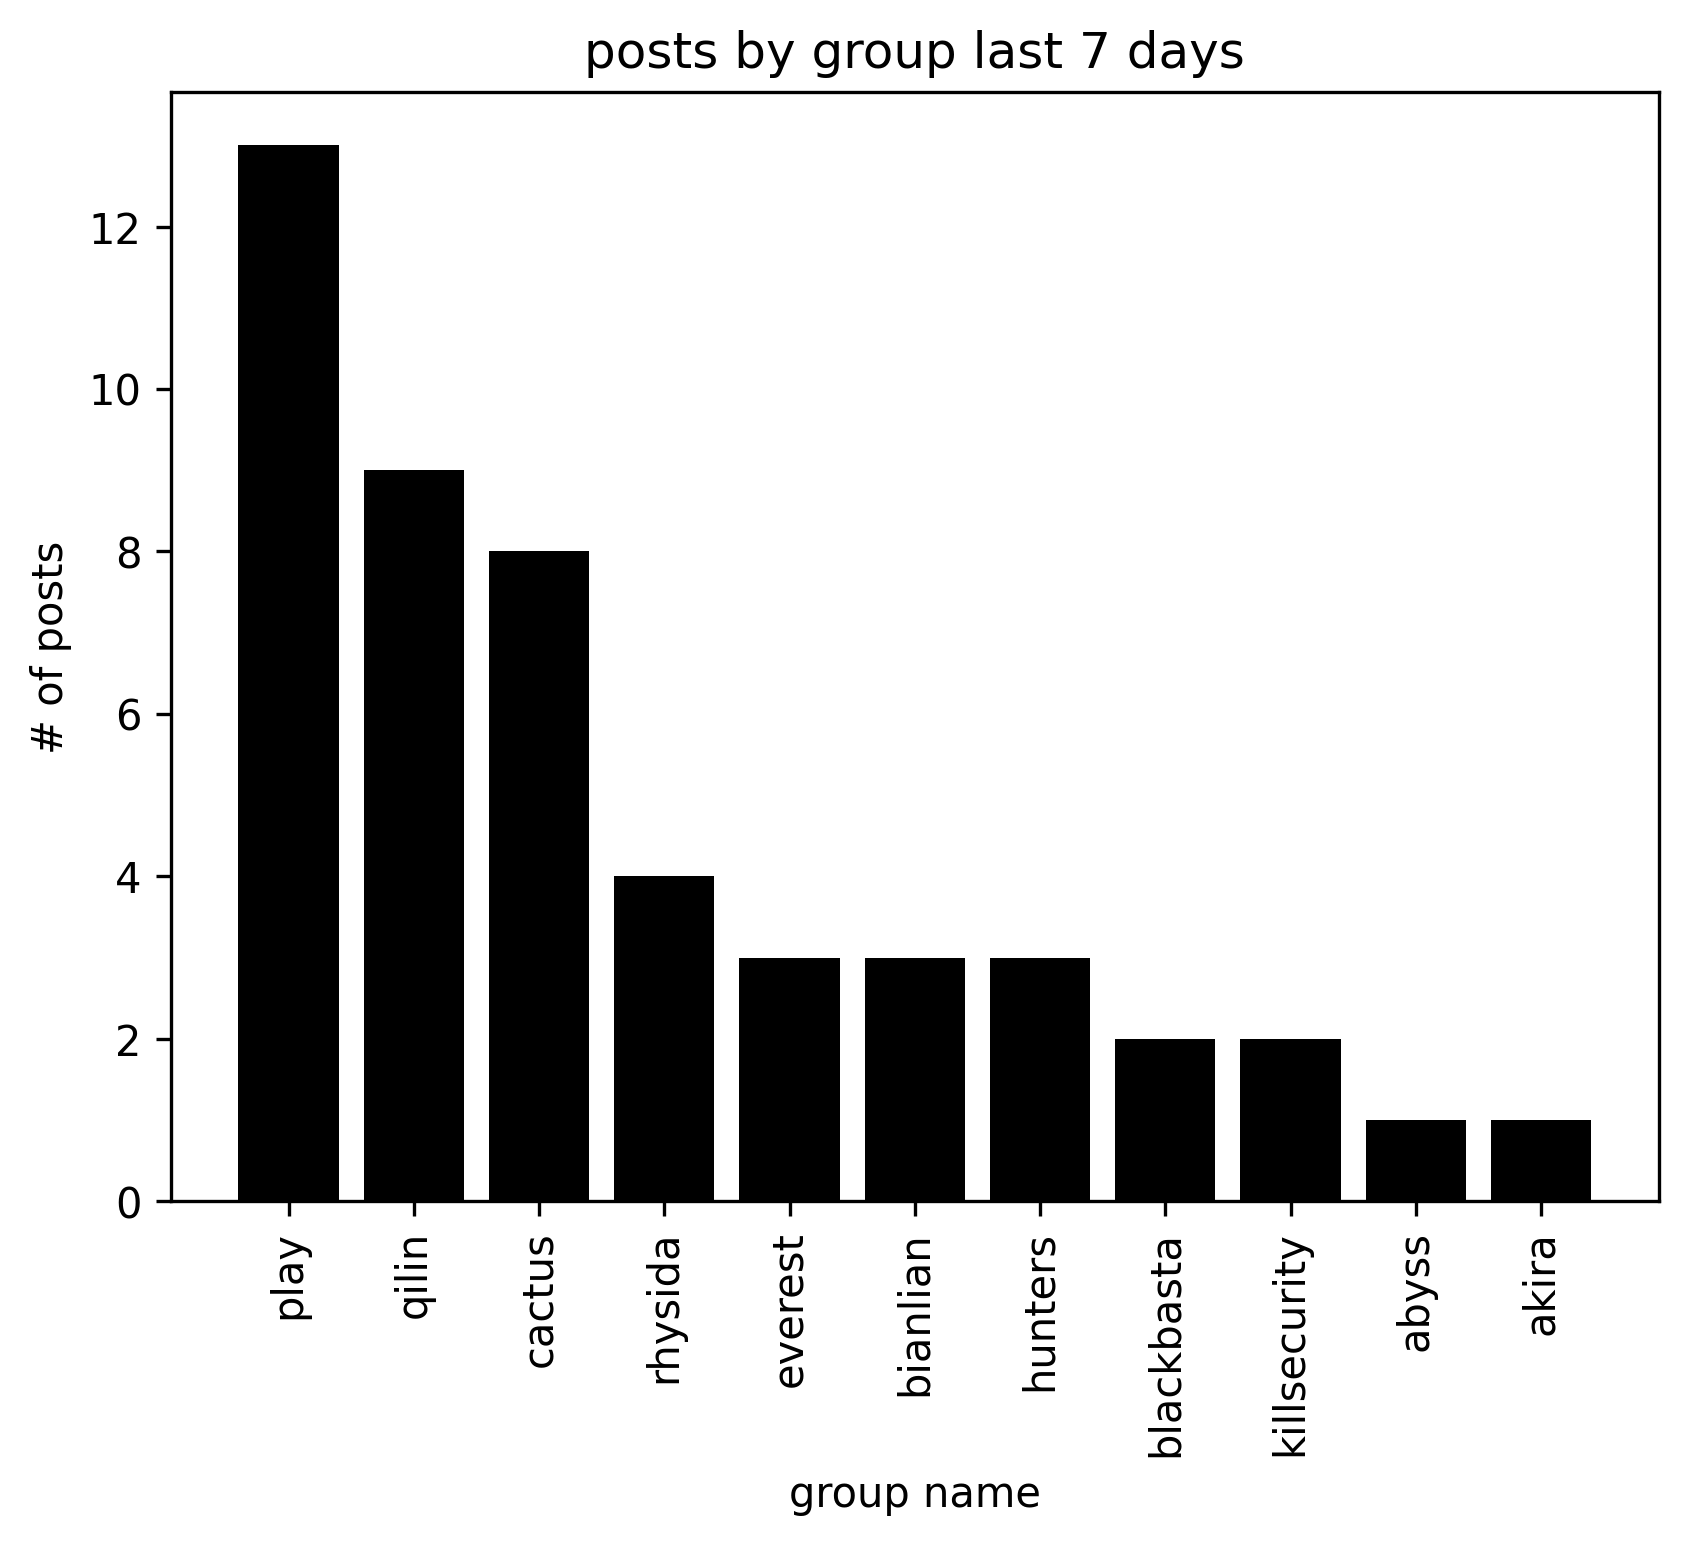 posts by group last 7 days
# of posts
12
10
8
6
4
2
0
play
qilin
cactus
rhysida
everest
bianlian
hunters
blackbasta
killsecurity
abyss
akira
group name